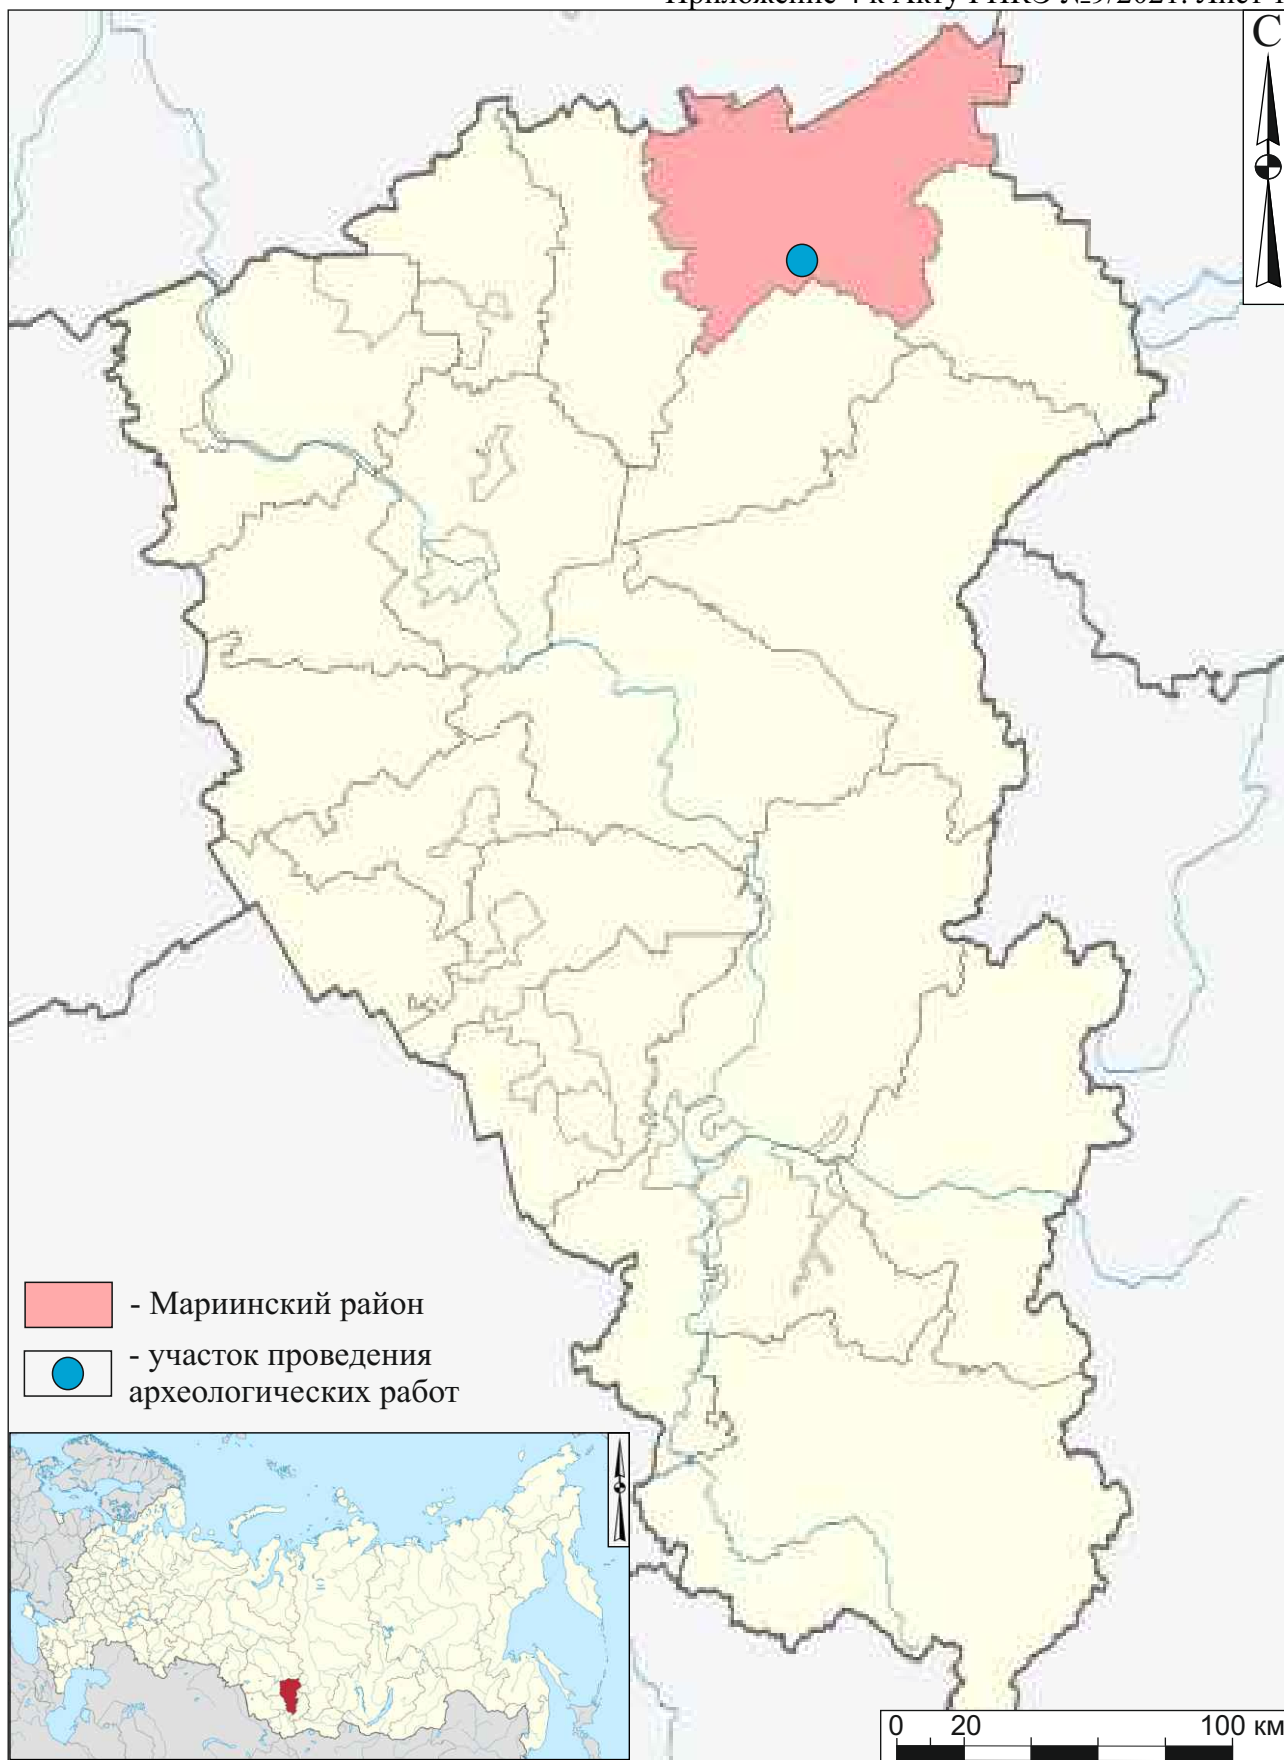 С
- Мариинский район
- участок проведения
археологических работ
0 20 100 км